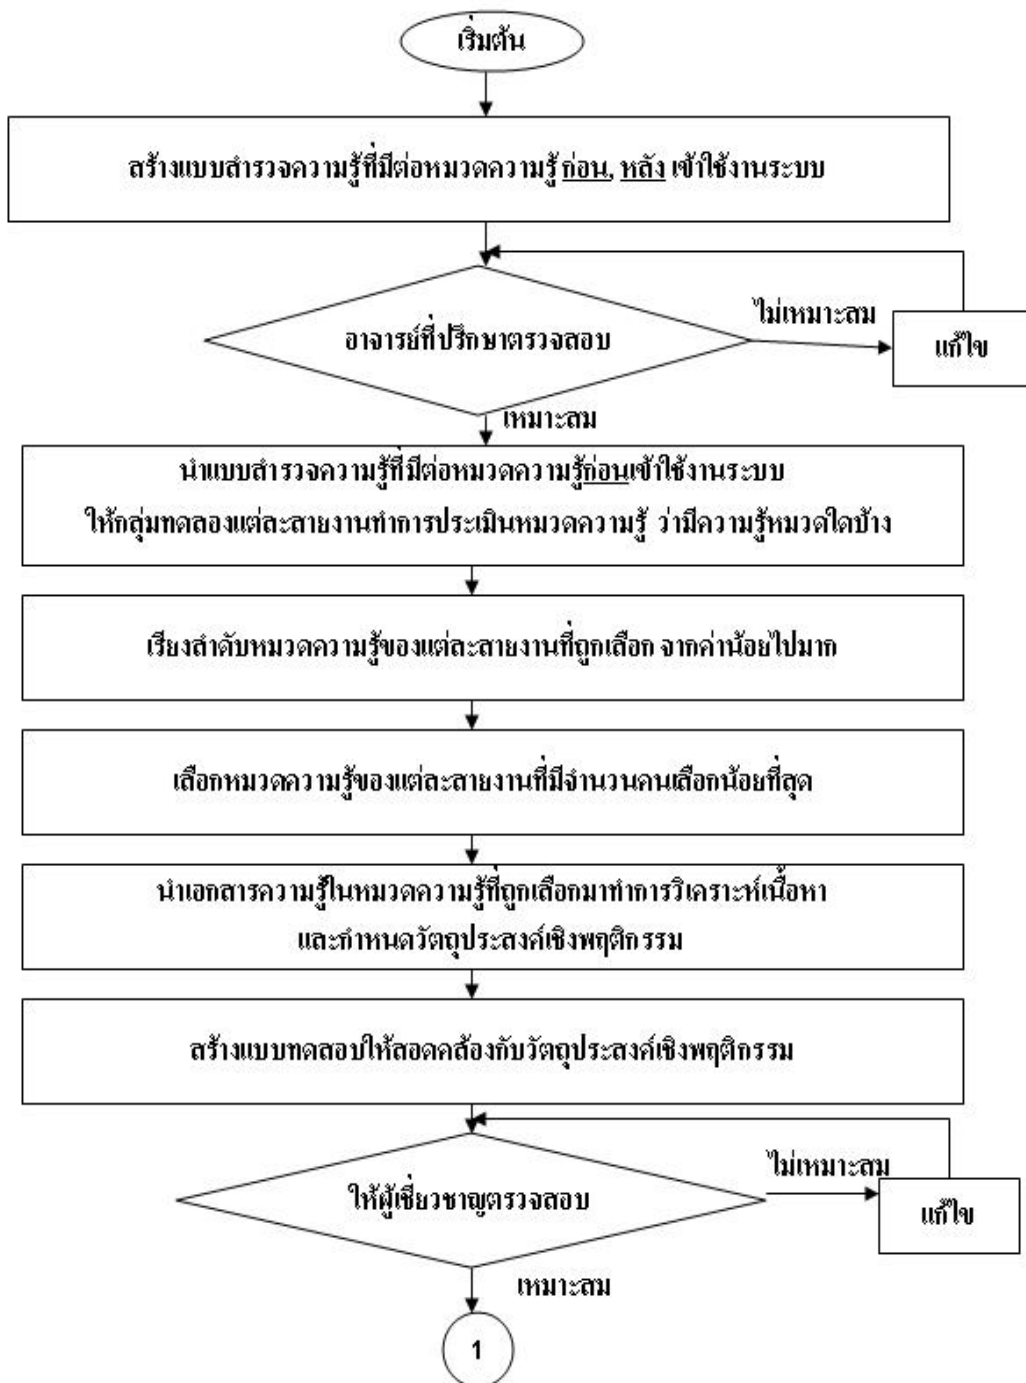 เริ่มต้น
สร้างแบบสำรวจความรู้ที่มีต่อหมวดความรู้ ก่อน, หลัง เข้าใช้งานระบบ
อาจารย์ที่ปรึกษาตรวจสอบ
ไม่เหมาะสม
แก้ไข
เหมาะสม
นำแบบสำรวจความรู้ที่มีต่อหมวดความรู้ก่อนเข้าใช้งานระบบ
ให้กลุ่มทดลองแต่ละสายงานทำการประเมินหมวดความรู้ ว่ามีความรู้หมวดใดบ้าง
เรียงลำดับหมวดความรู้ของแต่ละสายงานที่ถูกเลือก จากค่าน้อยไปมาก
เลือกหมวดความรู้ของแต่ละสายงานที่มีจำนวนคนเลือกน้อยที่สุด
นำเอกสารความรู้ในหมวดความรู้ที่ถูกเลือกมาทำการวิเคราะห์เนื้อหา
และกำหนดวัตถุประสงค์เชิงพฤติกรรม
สร้างแบบทดสอบให้สอดคล้องกับวัตถุประสงค์เชิงพฤติกรรม
ให้ผู้เชี่ยวชาญตรวจสอบ
ไม่เหมาะสม
แก้ไข
เหมาะสม
1